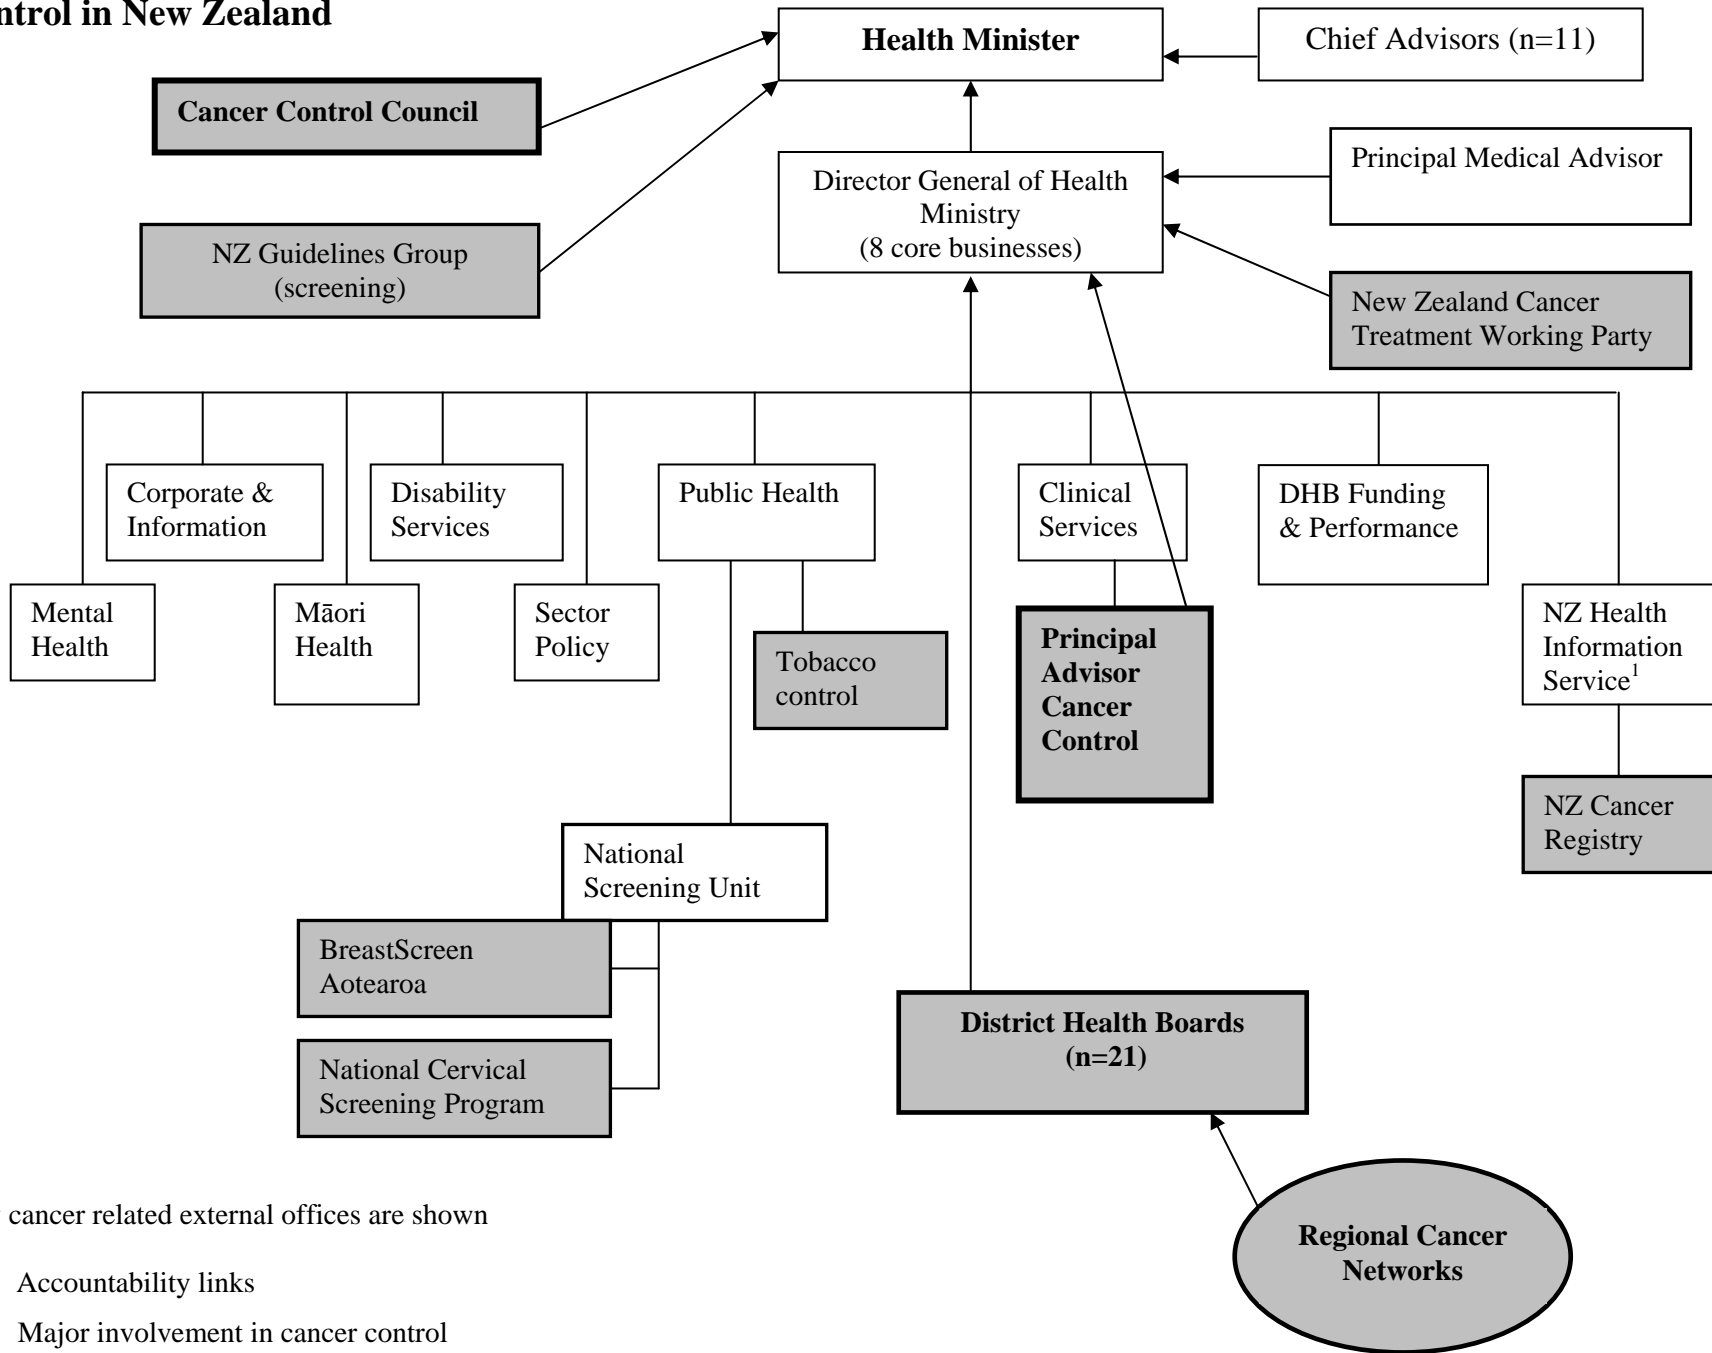 ntrol in New Zealand
Health Minister
Chief Advisors (n=11)
Cancer Control Council
Principal Medical Advisor
Director General of Health
Ministry
(8 core businesses)
NZ Guidelines Group
(screening)
New Zealand Cancer
Treatment Working Party
Corporate &
Information
Disability
Services
Public Health
Clinical
Services
DHB Funding
& Performance
Mental
Health
Māori
Health
Sector
Policy
Tobacco
control
Principal
Advisor
Cancer
Control
NZ Health
Information
Service¹
NZ Cancer
Registry
National
Screening Unit
BreastScreen
Aotearoa
National Cervical
Screening Program
District Health Boards
(n=21)
Regional Cancer
Networks
cancer related external offices are shown
Accountability links
Major involvement in cancer control